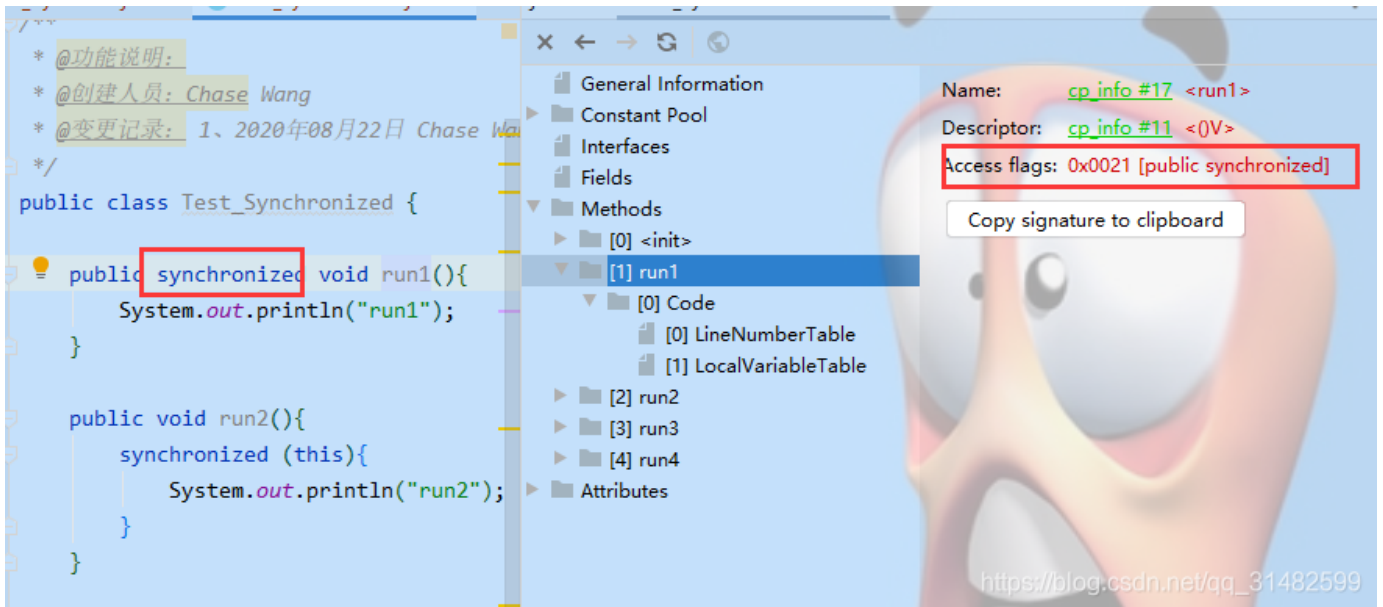 /**
* @功能说明：
* @创建人员：Chase Wang
* @变更记录： 1、2020年08月22日 Chase Wan
*/
public class Test_Synchronized {
public synchronized void run1(){
System.out.println("run1");
}
public void run2(){
synchronized (this){
System.out.println("run2");
}
}
General Information
Constant Pool
Interfaces
Fields
Methods
[0] <init>
[1] run1
[0] Code
[0] LineNumberTable
[1] LocalVariableTable
[2] run2
[3] run3
[4] run4
Attributes
Name: cp_info #17 <run1>
Descriptor: cp_info #11 <()V>
Access flags: 0x0021 [public synchronized]
Copy signature to clipboard
https://blog.csdn.net/qq_31482599